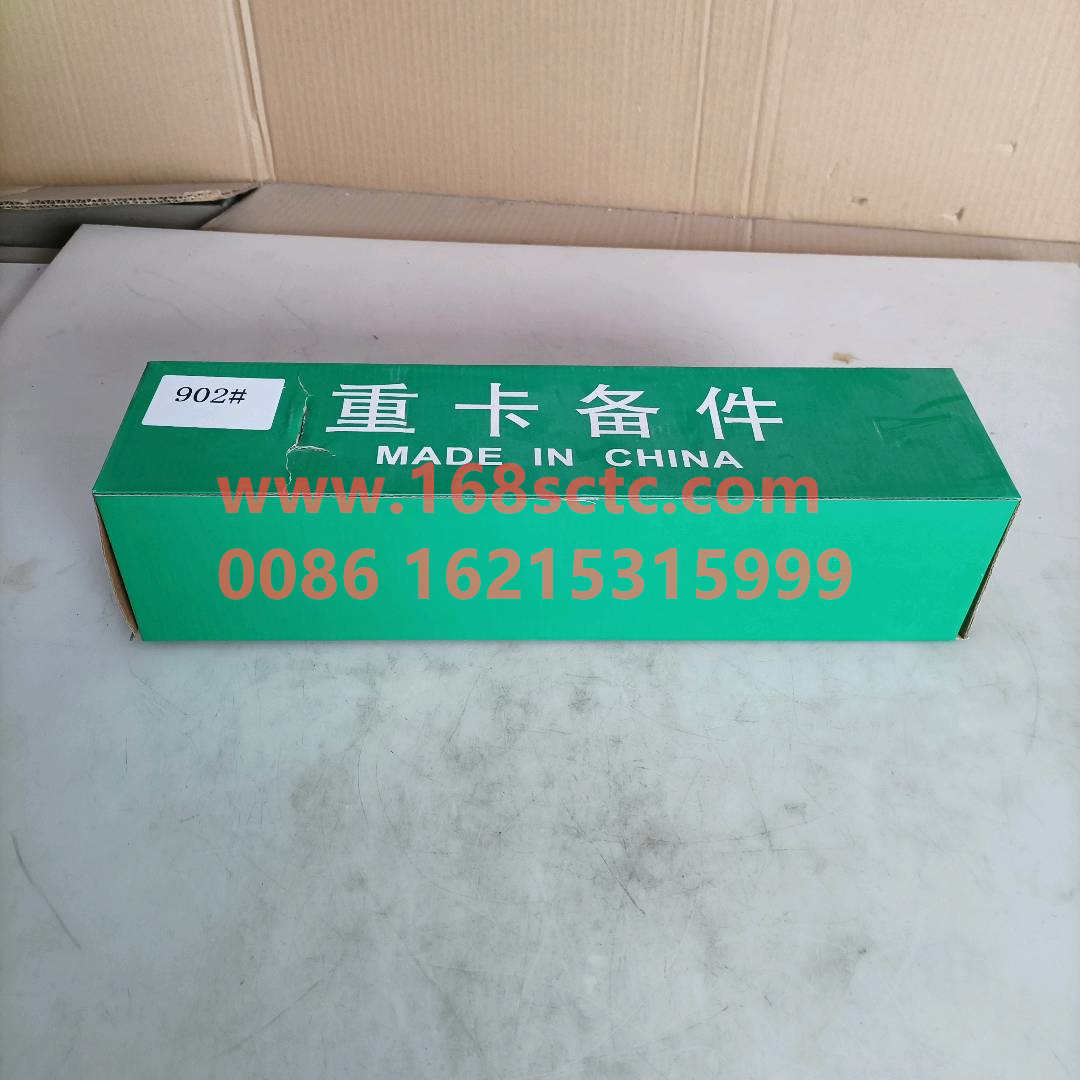 902#
重卡备件
MADE IN CHINA
www.168sctc.com
0086 16215315999